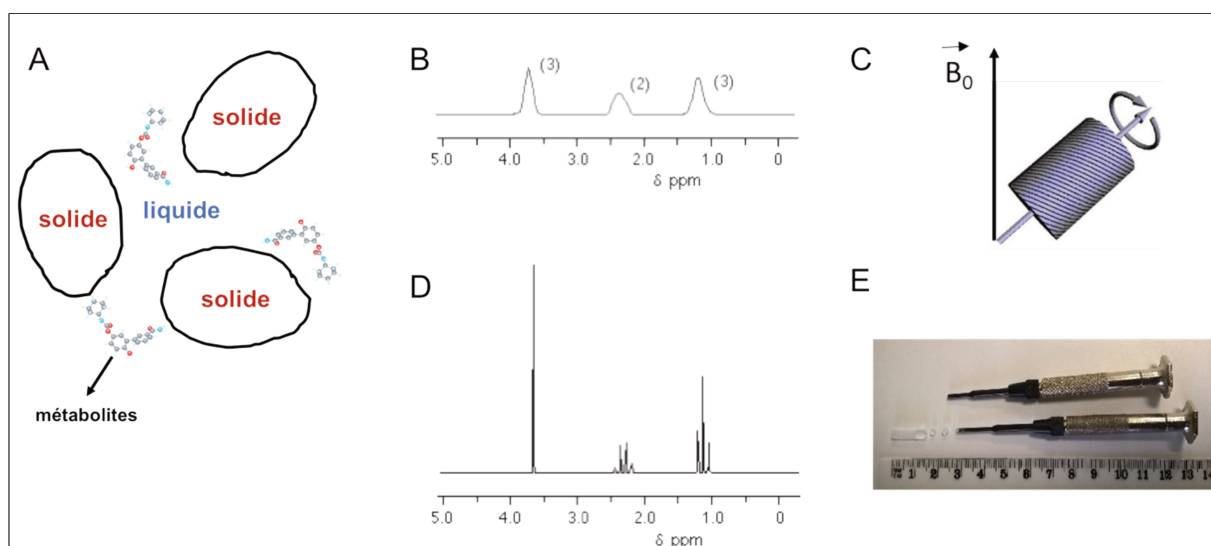 A
solide
solide
liquide
solide
métabolites
B
(3)
(2)
(3)
5.0 4.0 3.0 2.0 1.0 0
δ ppm
C
B₀
D
5.0 4.0 3.0 2.0 1.0 0
δ ppm
E
1 2 3 4 5 6 7 8 9 10 11 12 13 14